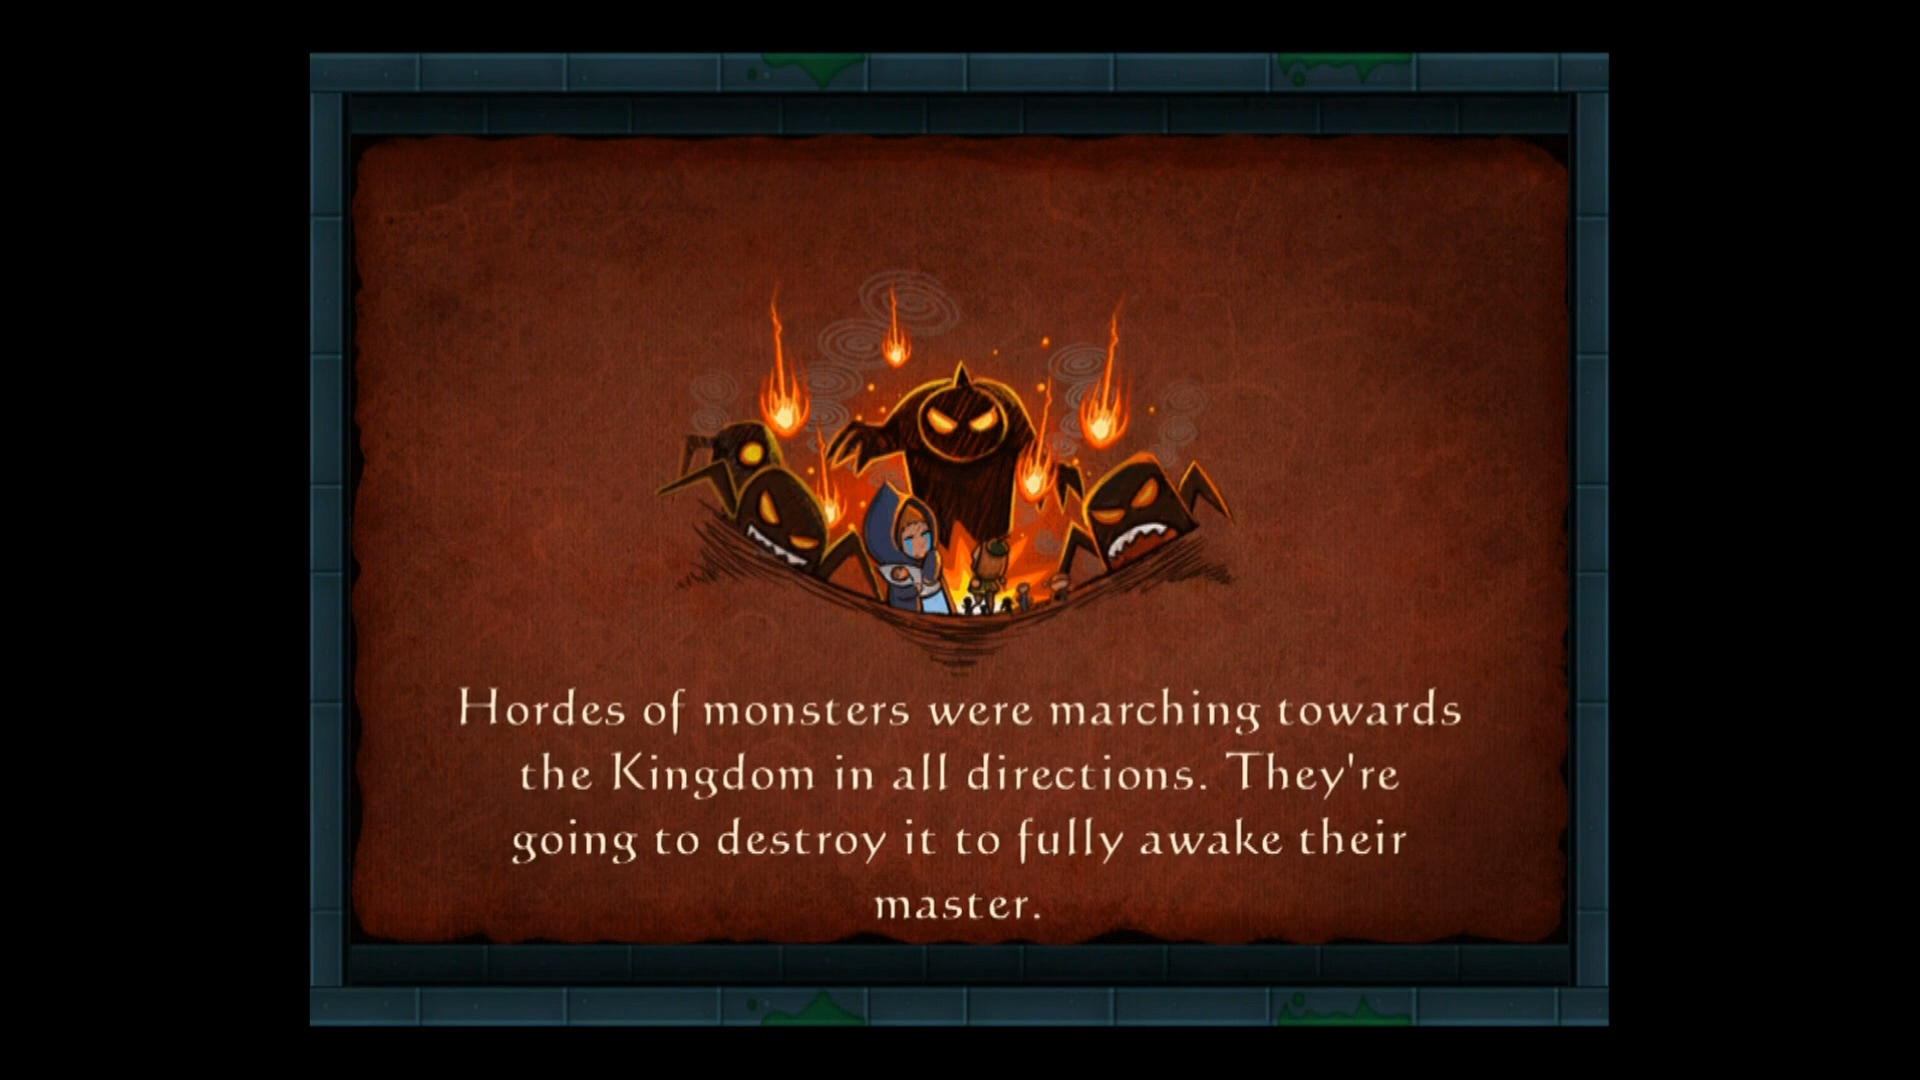 Hordes of monsters were marching towards
the Kingdom in all directions. They're
going to destroy it to fully awake their
master.